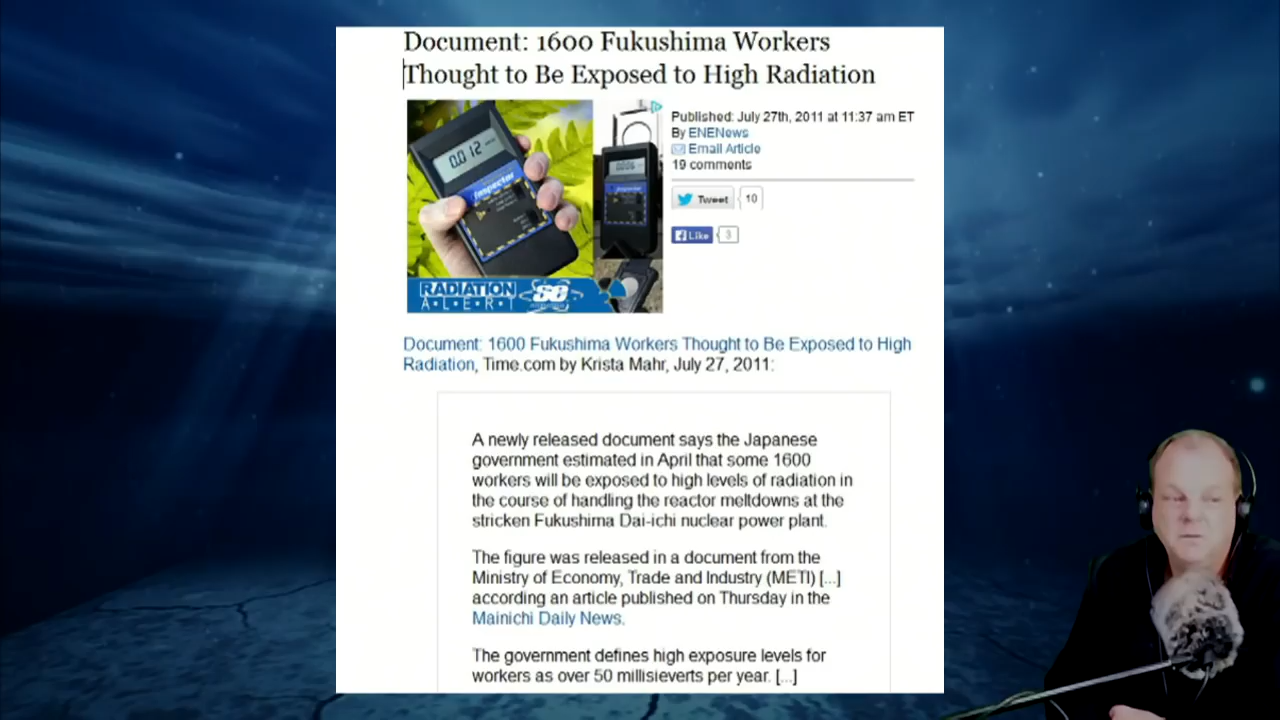 Document: 1600 Fukushima Workers
Thought to Be Exposed to High Radiation
Published: July 27th, 2011 at 11:37 am ET
By ENENews
Email Article
19 comments
Tweet 10
Like 3
0.012
Inspector
RADIATION
A·L·E·R·T
Document: 1600 Fukushima Workers Thought to Be Exposed to High
Radiation, Time.com by Krista Mahr, July 27, 2011:
A newly released document says the Japanese
government estimated in April that some 1600
workers will be exposed to high levels of radiation in
the course of handling the reactor meltdowns at the
stricken Fukushima Dai-ichi nuclear power plant.
The figure was released in a document from the
Ministry of Economy, Trade and Industry (METI) [...]
according an article published on Thursday in the
Mainichi Daily News.
The government defines high exposure levels for
workers as over 50 millisieverts per year. [...]